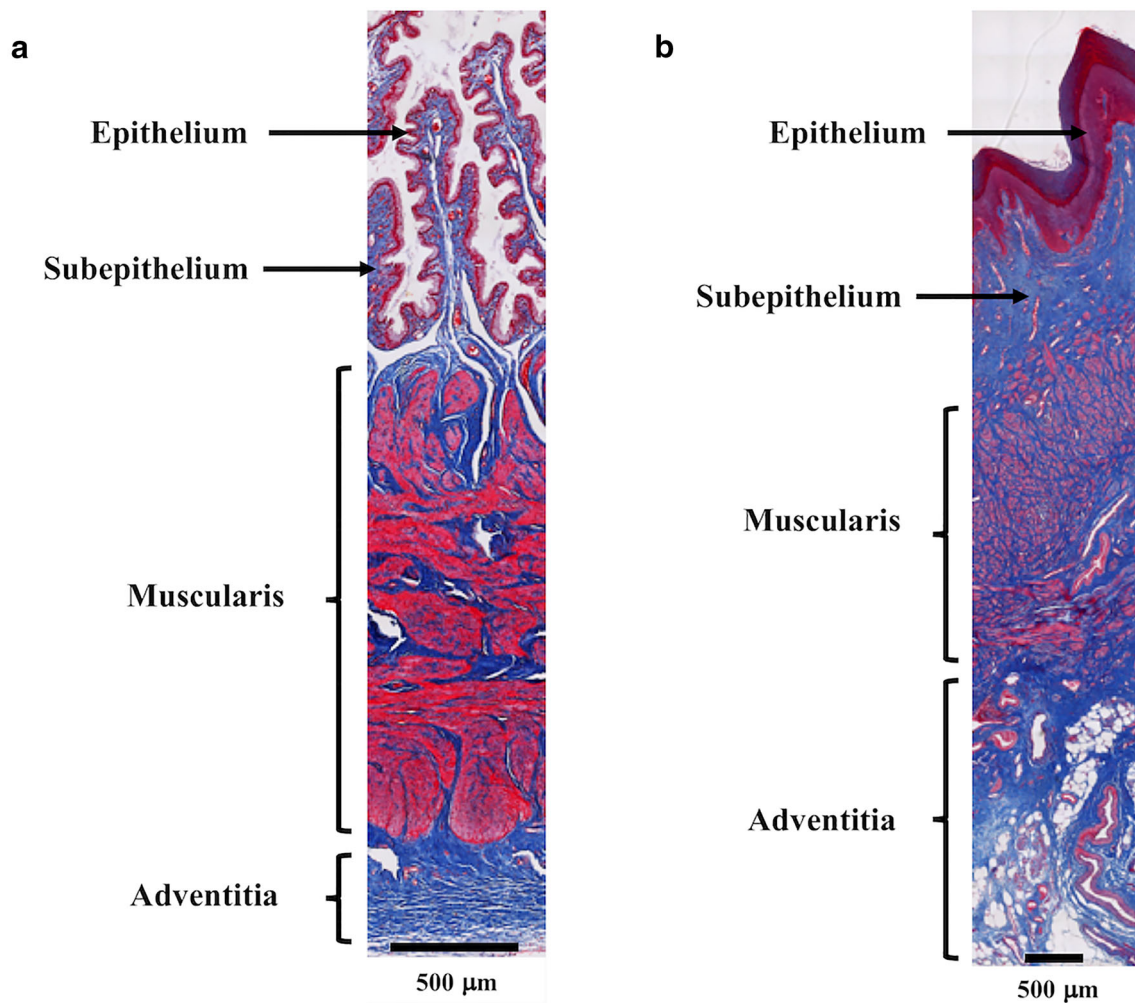 a
Epithelium
Subepithelium
Muscularis
Adventitia
500 μm
b
Epithelium
Subepithelium
Muscularis
Adventitia
500 μm